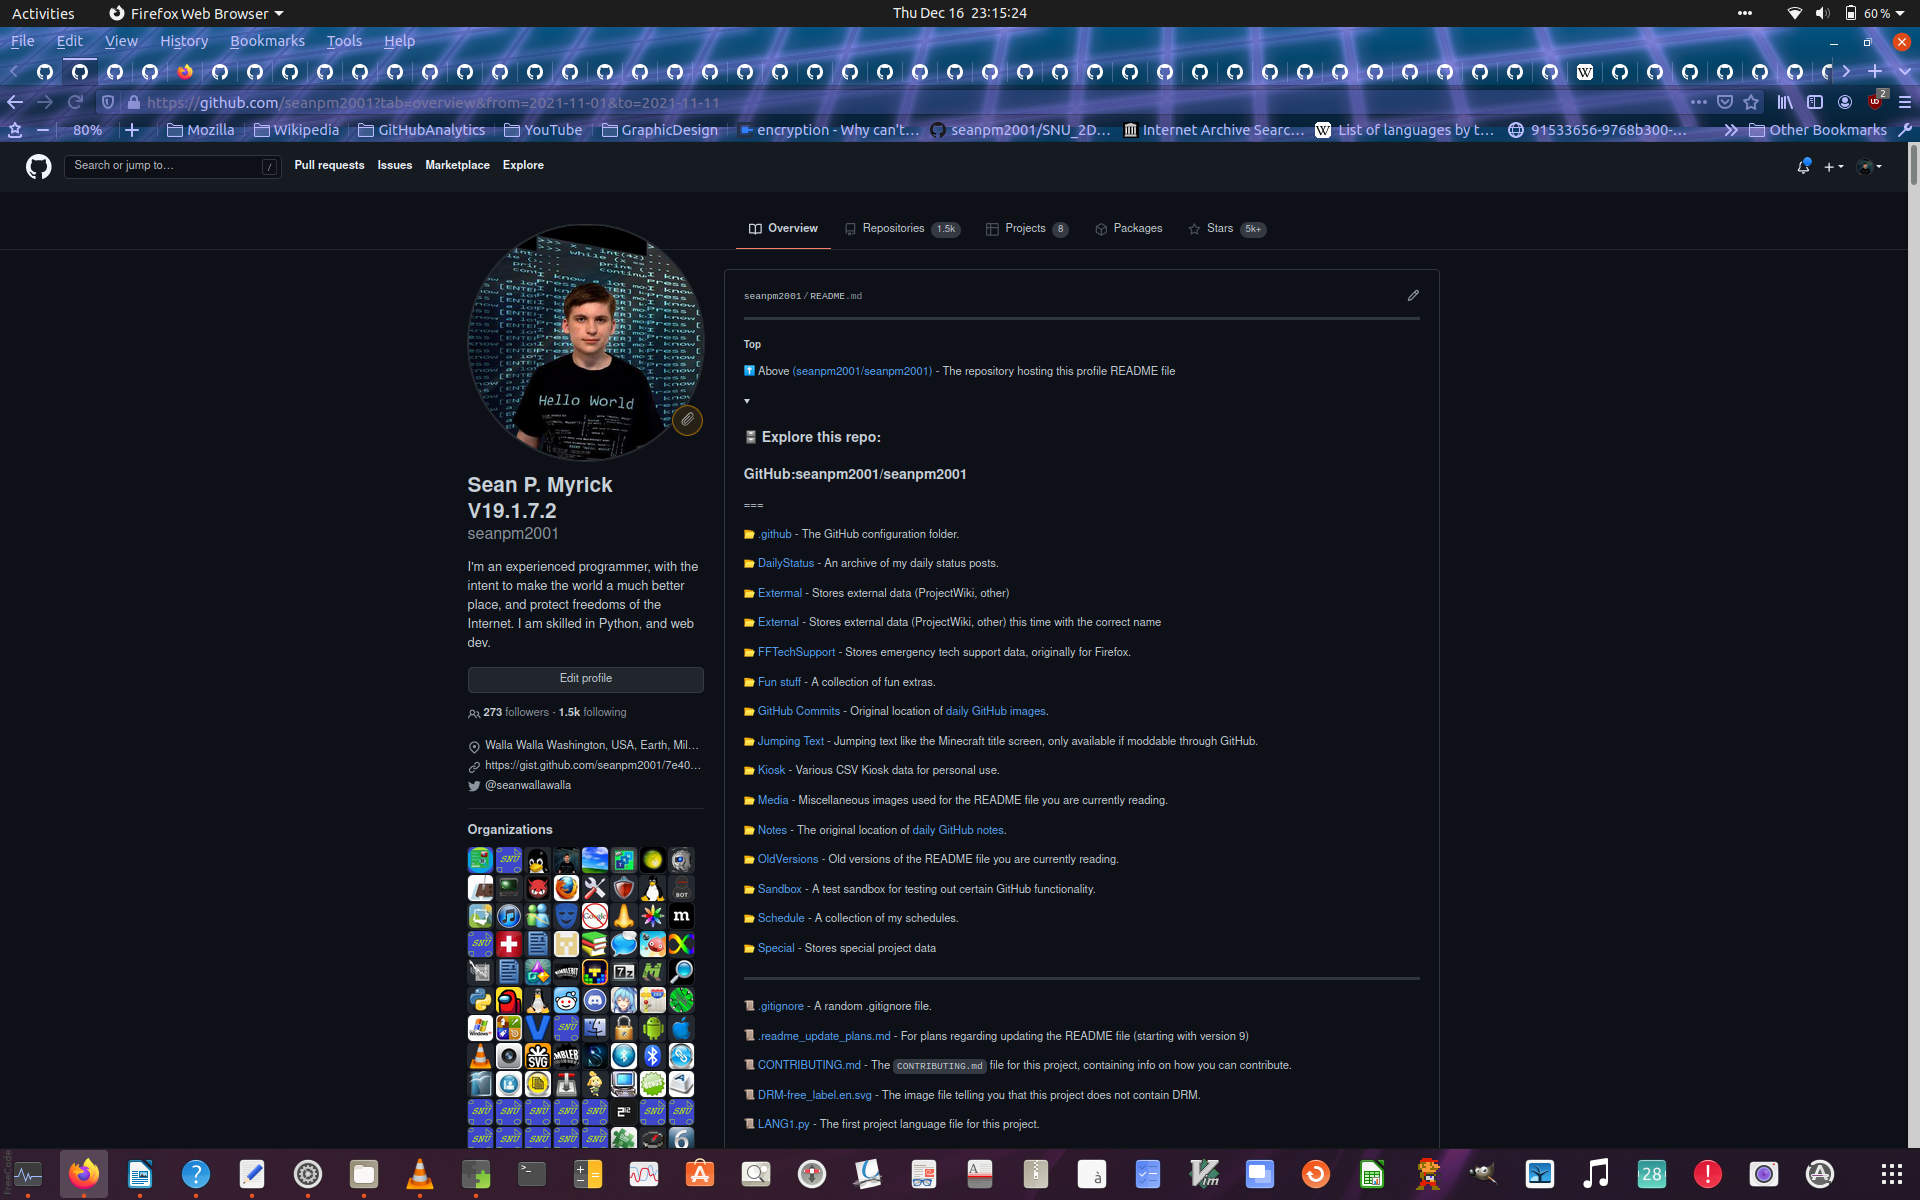 Activities
Firefox Web Browser
Thu Dec 16 23:15:24
60 %
File Edit View History Bookmarks Tools Help
https://github.com/seanpm2001?tab=overview&from=2021-11-01&to=2021-11-11
2
80%
Mozilla
Wikipedia
GitHubAnalytics
YouTube
GraphicDesign
encryption - Why can't…
seanpm2001/SNU_2D…
Internet Archive Searc…
List of languages by t…
91533656-9768b300-…
Other Bookmarks
Search or jump to…
/
Pull requests Issues Marketplace Explore
Overview
Repositories 1.5k
Projects 8
Packages
Stars 5k+
Hello World
Sean P. Myrick
V19.1.7.2
seanpm2001
I'm an experienced programmer, with the
intent to make the world a much better
place, and protect freedoms of the
Internet. I am skilled in Python, and web
dev.
Edit profile
273 followers · 1.5k following
Walla Walla Washington, USA, Earth, Mil…
https://gist.github.com/seanpm2001/7e40…
@seanwallawalla
Organizations
seanpm2001/README.md
Top
Above (seanpm2001/seanpm2001) - The repository hosting this profile README file
Explore this repo:
GitHub:seanpm2001/seanpm2001
===
.github - The GitHub configuration folder.
DailyStatus - An archive of my daily status posts.
Extermal - Stores external data (ProjectWiki, other)
External - Stores external data (ProjectWiki, other) this time with the correct name
FFTechSupport - Stores emergency tech support data, originally for Firefox.
Fun stuff - A collection of fun extras.
GitHub Commits - Original location of daily GitHub images.
Jumping Text - Jumping text like the Minecraft title screen, only available if moddable through GitHub.
Kiosk - Various CSV Kiosk data for personal use.
Media - Miscellaneous images used for the README file you are currently reading.
Notes - The original location of daily GitHub notes.
OldVersions - Old versions of the README file you are currently reading.
Sandbox - A test sandbox for testing out certain GitHub functionality.
Schedule - A collection of my schedules.
Special - Stores special project data
.gitignore - A random .gitignore file.
.readme_update_plans.md - For plans regarding updating the README file (starting with version 9)
CONTRIBUTING.md - The CONTRIBUTING.md file for this project, containing info on how you can contribute.
DRM-free_label.en.svg - The image file telling you that this project does not contain DRM.
LANG1.py - The first project language file for this project.
28